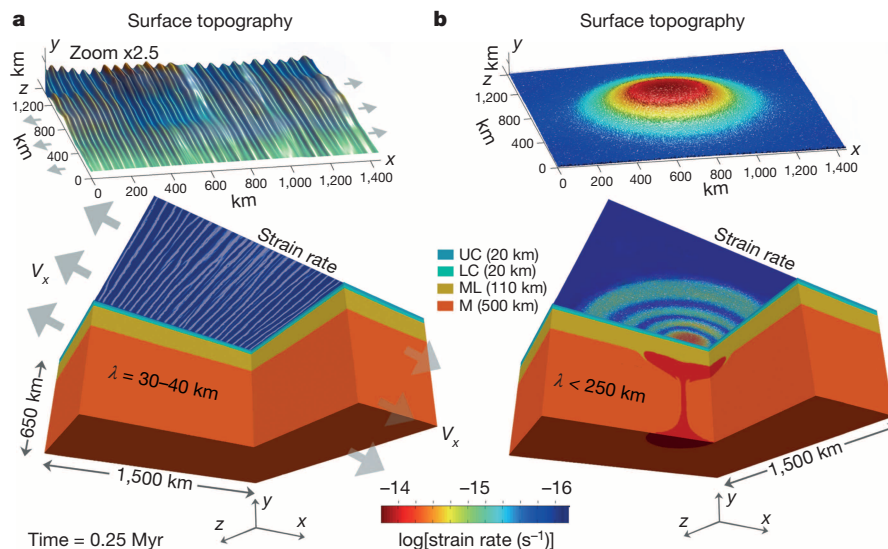 a
Surface topography
Zoom x2.5
y
km
z
1,200
800
400
0
km
0 200 400 600 800 1,000 1,200 1,400
km
x
Strain rate
Vx
λ = 30–40 km
~650 km
1,500 km
Vx
y
z
x
Time = 0.25 Myr
b
Surface topography
y
km
z
1,200
800
400
km
0 200 400 600 800 1,000 1,200 1,400
km
x
UC (20 km)
LC (20 km)
ML (110 km)
M (500 km)
Strain rate
λ < 250 km
1,500 km
y
z
x
−14 −15 −16
log[strain rate (s⁻¹)]